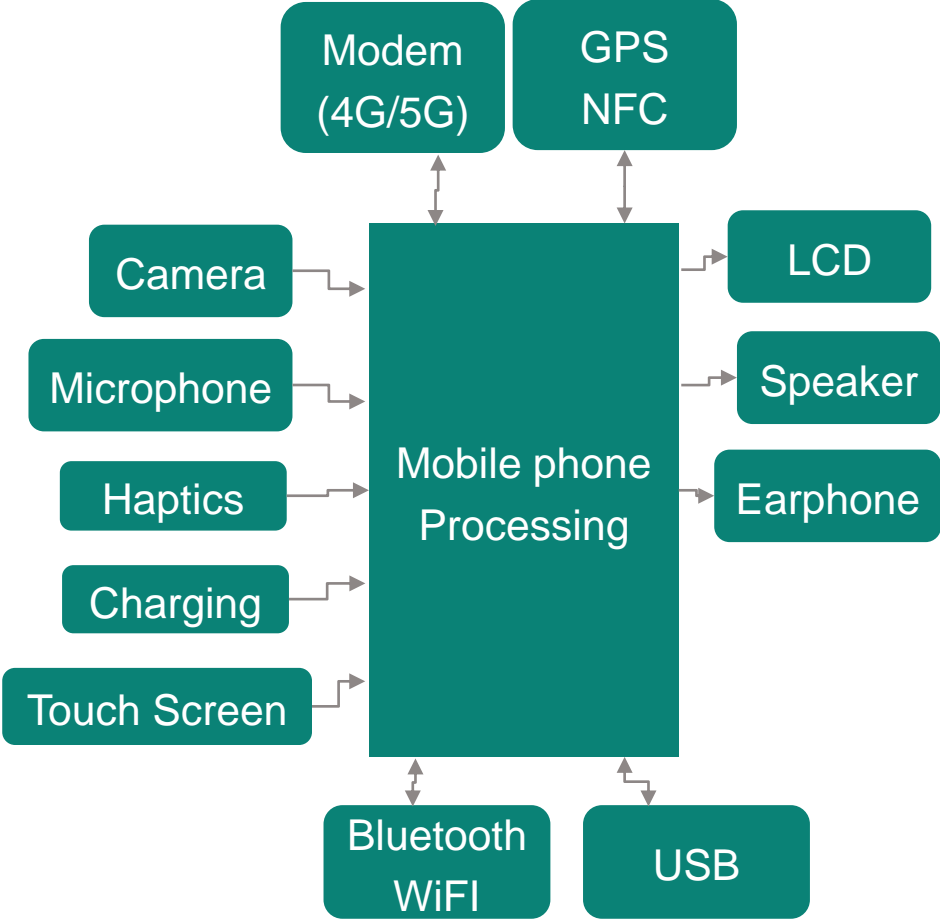 Modem
(4G/5G)
GPS
NFC
Camera
LCD
Microphone
Speaker
Mobile phone
Processing
Haptics
Earphone
Charging
Touch Screen
Bluetooth
WiFI
USB